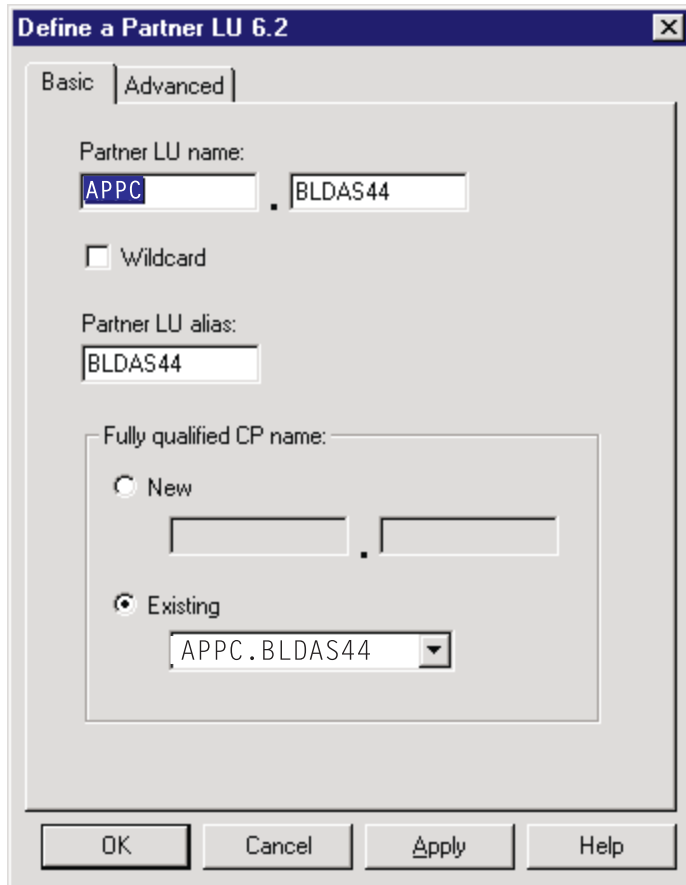 Define a Partner LU 6.2
Basic Advanced
Partner LU name:
APPC . BLDAS44
Wildcard
Partner LU alias:
BLDAS44
Fully qualified CP name:
New
.
Existing
APPC.BLDAS44
OK Cancel Apply Help